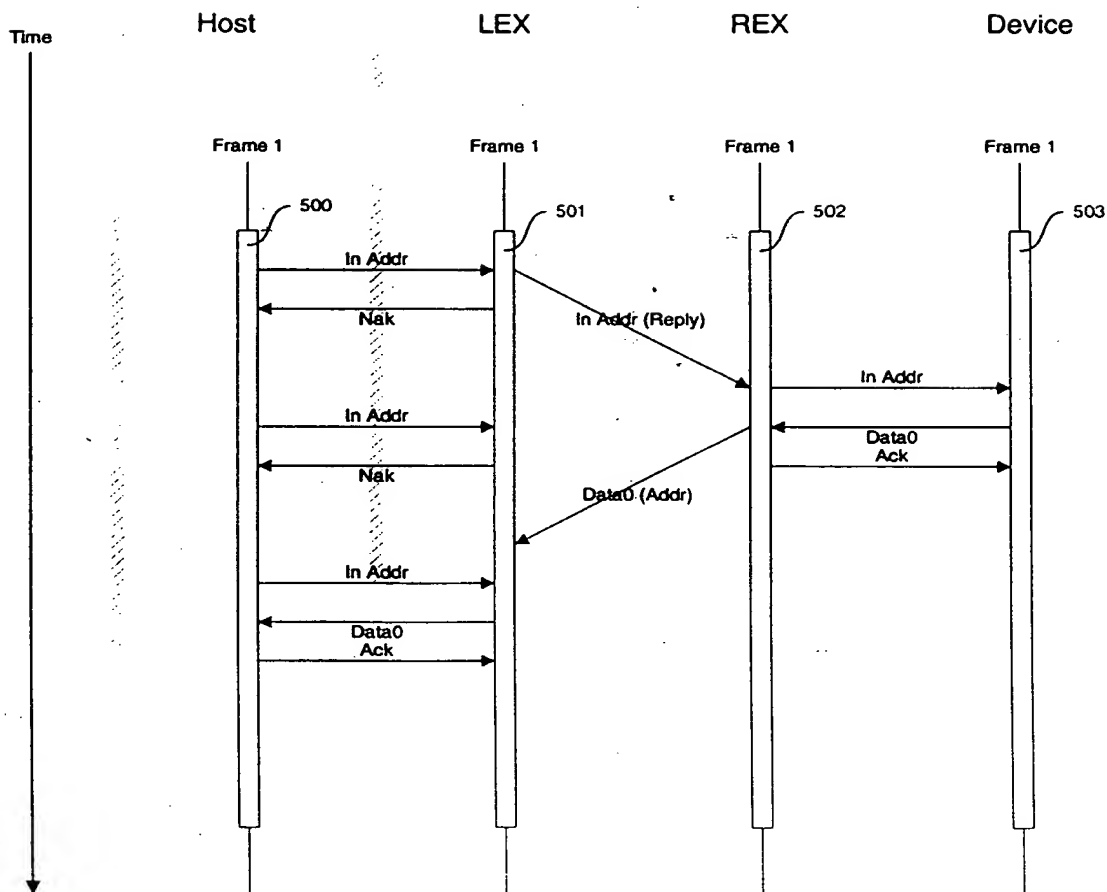 Host LEX REX Device
Time
Frame 1 Frame 1 Frame 1 Frame 1
500 501 502 503
In Addr
Nak
In Addr (Reply)
In Addr
In Addr
Data0
Ack
Nak
Data0 (Addr)
In Addr
Data0
Ack